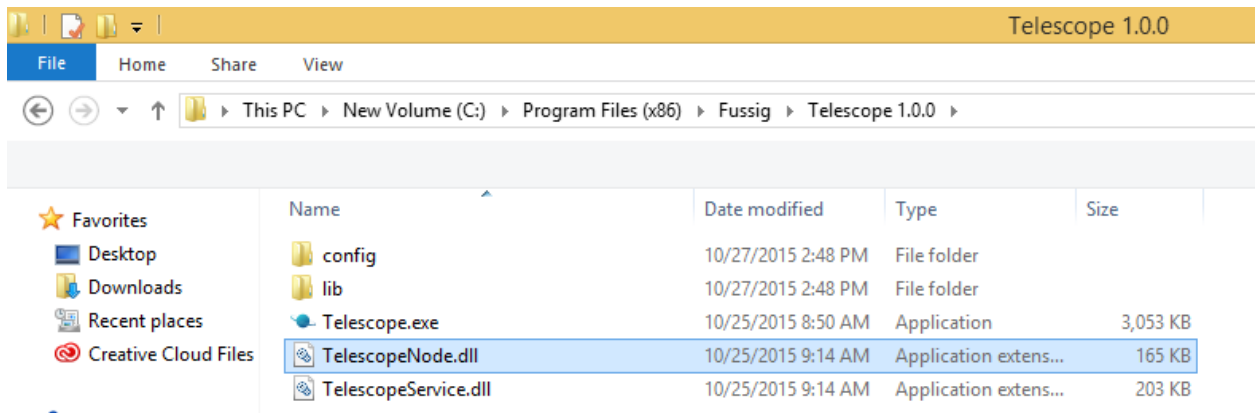 Telescope 1.0.0
File Home Share View
This PC New Volume (C:) Program Files (x86) Fussig Telescope 1.0.0
Name Date modified Type Size
Favorites
Desktop
Downloads
Recent places
Creative Cloud Files
config 10/27/2015 2:48 PM File folder
lib 10/27/2015 2:48 PM File folder
Telescope.exe 10/25/2015 8:50 AM Application 3,053 KB
TelescopeNode.dll 10/25/2015 9:14 AM Application extens... 165 KB
TelescopeService.dll 10/25/2015 9:14 AM Application extens... 203 KB